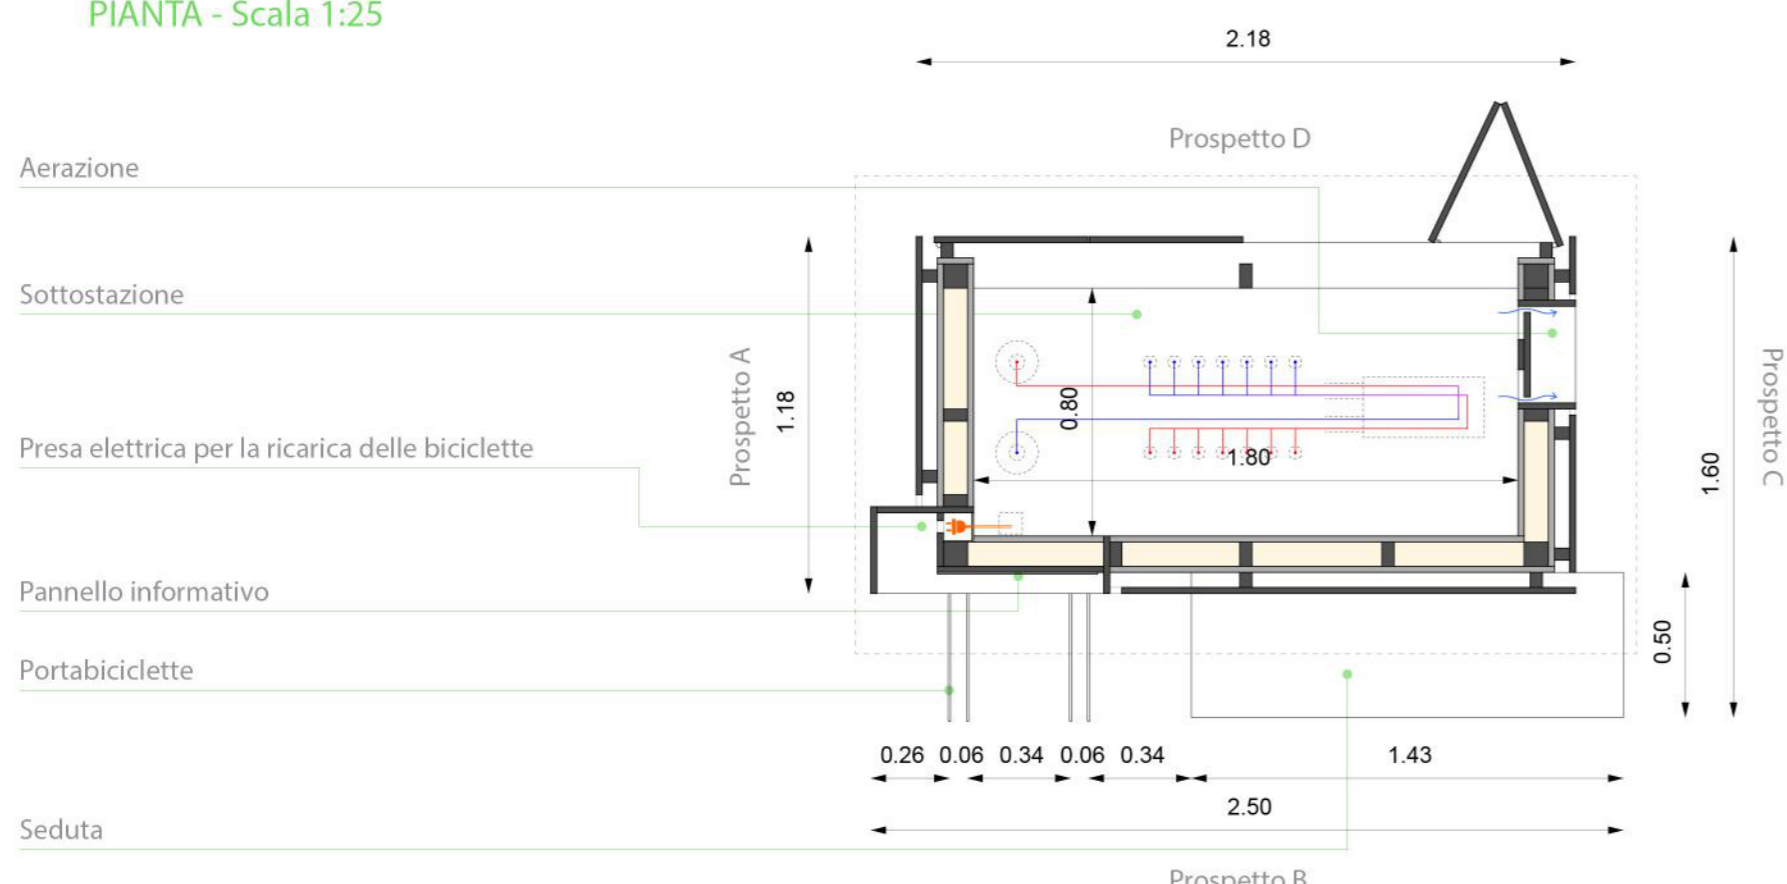 PIANTA - Scala 1:25
2.18
Prospetto D
Aerazione
Sottostazione
Prospetto A
1.18
0.80
Prospetto C
Presa elettrica per la ricarica delle biciclette
1.80
1.60
Pannello informativo
0.50
Portabiciclette
0.26 0.06 0.34 0.06 0.34 1.43
2.50
Seduta
Prospetto B